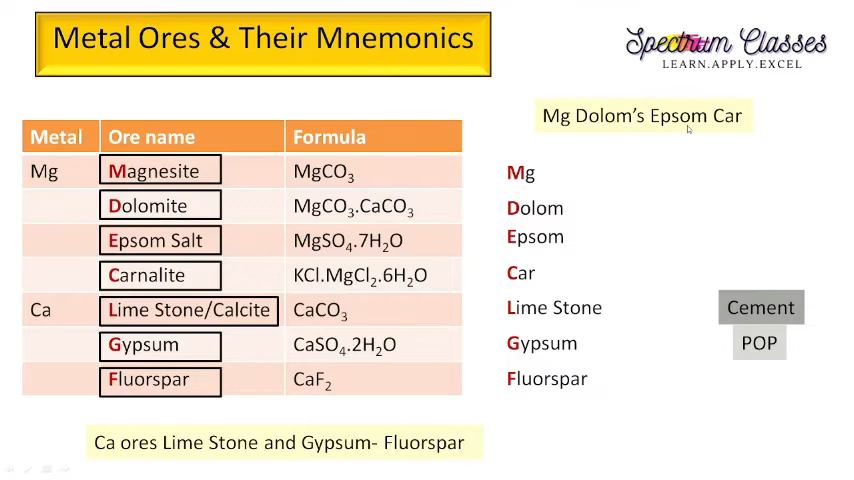 Metal Ores & Their Mnemonics
Spectrum Classes
LEARN.APPLY.EXCEL
Mg Dolom's Epsom Car
Metal Ore name Formula
Mg Magnesite MgCO₃
Dolomite MgCO₃.CaCO₃
Epsom Salt MgSO₄.7H₂O
Carnalite KCl.MgCl₂.6H₂O
Ca Lime Stone/Calcite CaCO₃
Gypsum CaSO₄.2H₂O
Fluorspar CaF₂
Mg
Dolom
Epsom
Car
Lime Stone Cement
Gypsum POP
Fluorspar
Ca ores Lime Stone and Gypsum- Fluorspar